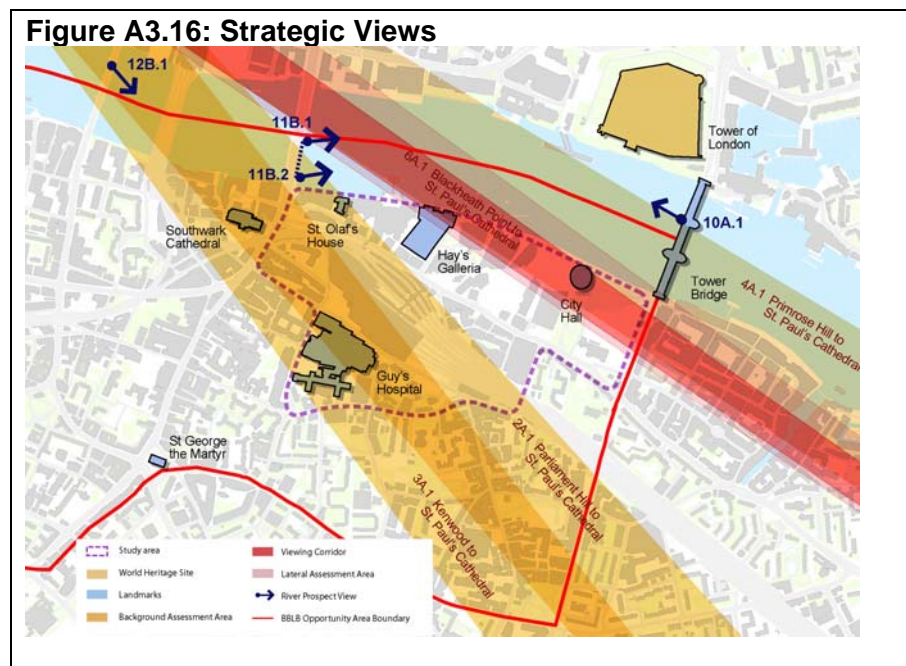 Figure A3.16: Strategic Views
12B.1
11B.1
11B.2
Tower of
London
6A.1 Blackheath Point to
St. Paul's Cathedral
10A.1
Southwark
Cathedral
St. Olaf's
House
Hay's
Galleria
City
Hall
Tower
Bridge
4A.1 Primrose Hill to
St. Paul's Cathedral
Guy's
Hospital
St George
the Martyr
2A.1 Parliament Hill to
St. Paul's Cathedral
3A.1 Kenwood to
St. Paul's Cathedral
Study area
World Heritage Site
Landmarks
Background Assessment Area
Viewing Corridor
Lateral Assessment Area
River Prospect View
BBLB Opportunity Area Boundary